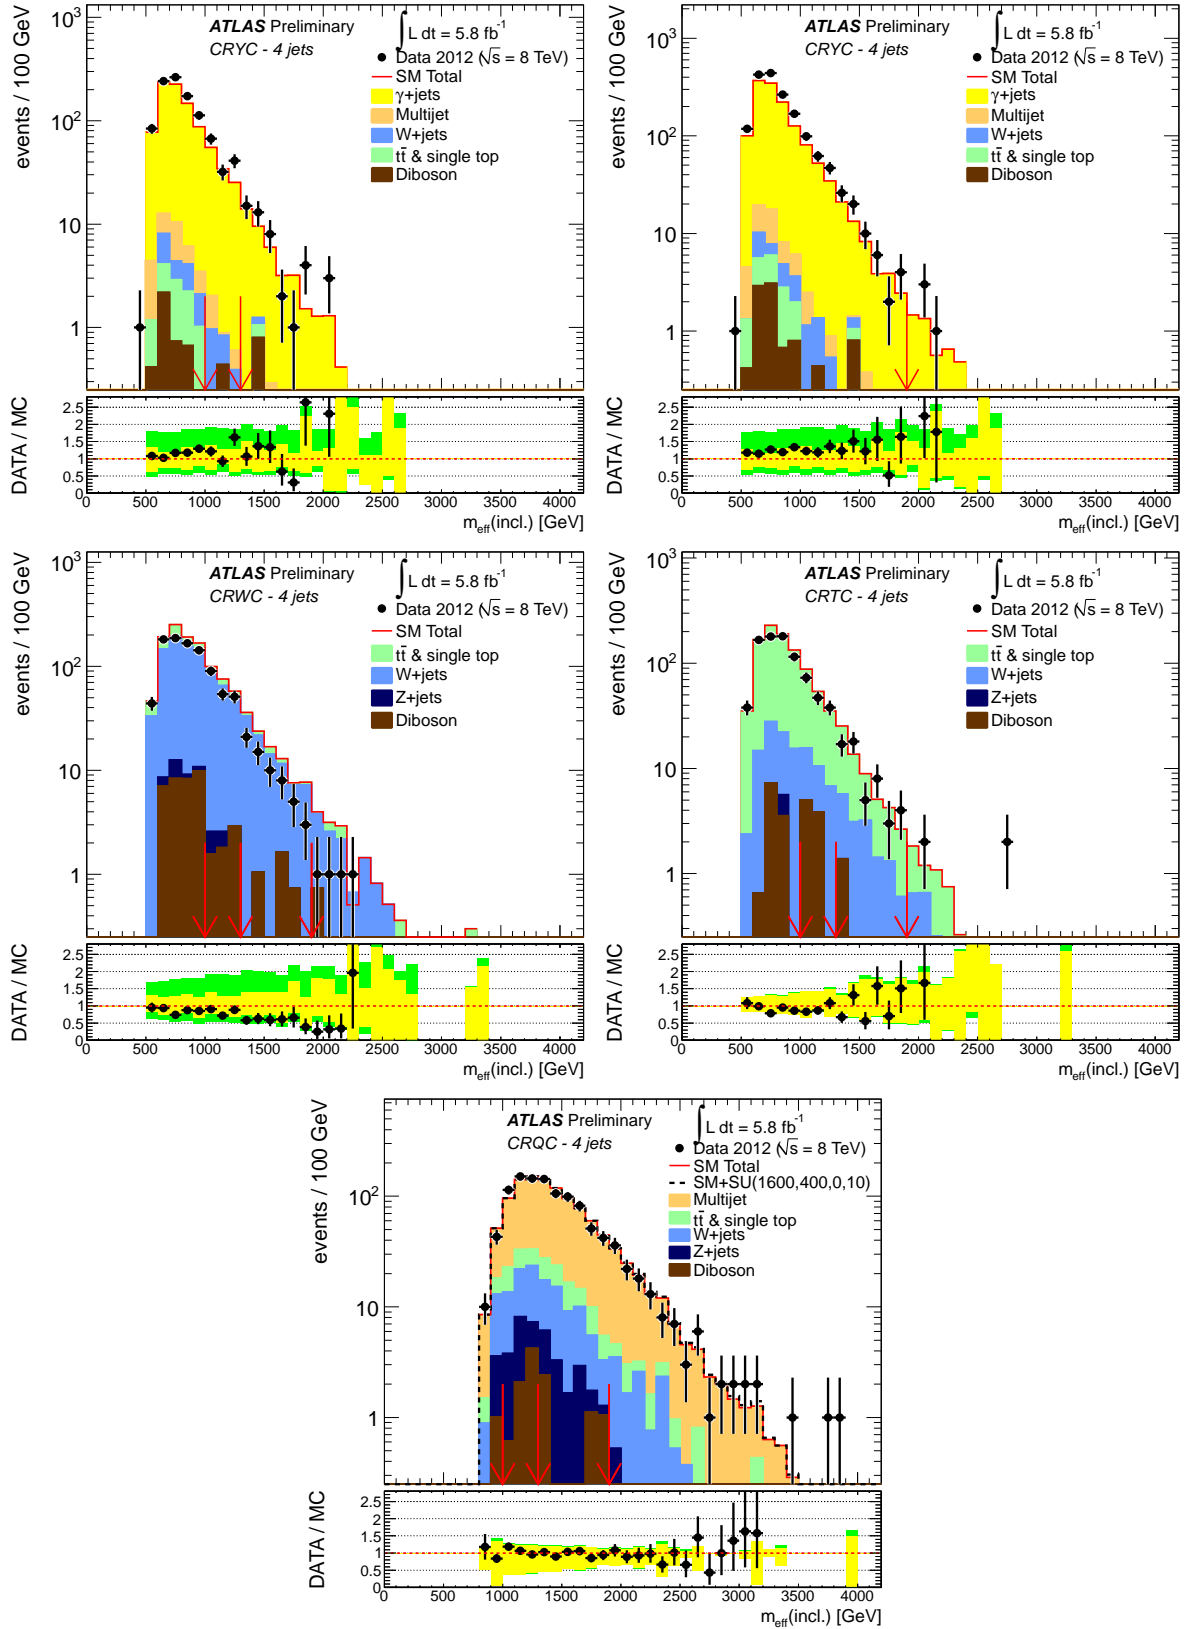 ATLAS Preliminary
CRYC - 4 jets
∫ L dt = 5.8 fb⁻¹
Data 2012 (√s = 8 TeV)
SM Total
γ+jets
Multijet
W+jets
tt̄ & single top
Diboson
events / 100 GeV
10³
10²
10
1
DATA / MC
2.5
2
1.5
1
0.5
0
0 500 1000 1500 2000 2500 3000 3500 4000
m_eff(incl.) [GeV]
ATLAS Preliminary
CRYC - 4 jets
∫ L dt = 5.8 fb⁻¹
Data 2012 (√s = 8 TeV)
SM Total
γ+jets
Multijet
W+jets
tt̄ & single top
Diboson
events / 100 GeV
10³
10²
10
1
DATA / MC
2.5
2
1.5
1
0.5
0
0 500 1000 1500 2000 2500 3000 3500 4000
m_eff(incl.) [GeV]
ATLAS Preliminary
CRWC - 4 jets
∫ L dt = 5.8 fb⁻¹
Data 2012 (√s = 8 TeV)
SM Total
tt̄ & single top
W+jets
Z+jets
Diboson
events / 100 GeV
10³
10²
10
1
DATA / MC
2.5
2
1.5
1
0.5
0
0 500 1000 1500 2000 2500 3000 3500 4000
m_eff(incl.) [GeV]
ATLAS Preliminary
CRTC - 4 jets
∫ L dt = 5.8 fb⁻¹
Data 2012 (√s = 8 TeV)
SM Total
tt̄ & single top
W+jets
Z+jets
Diboson
events / 100 GeV
10³
10²
10
1
DATA / MC
2.5
2
1.5
1
0.5
0
0 500 1000 1500 2000 2500 3000 3500 4000
m_eff(incl.) [GeV]
ATLAS Preliminary
CRQC - 4 jets
∫ L dt = 5.8 fb⁻¹
Data 2012 (√s = 8 TeV)
SM Total
SM+SU(1600,400,0,10)
Multijet
tt̄ & single top
W+jets
Z+jets
Diboson
events / 100 GeV
10²
10
1
DATA / MC
2.5
2
1.5
1
0.5
0
0 500 1000 1500 2000 2500 3000 3500 4000
m_eff(incl.) [GeV]